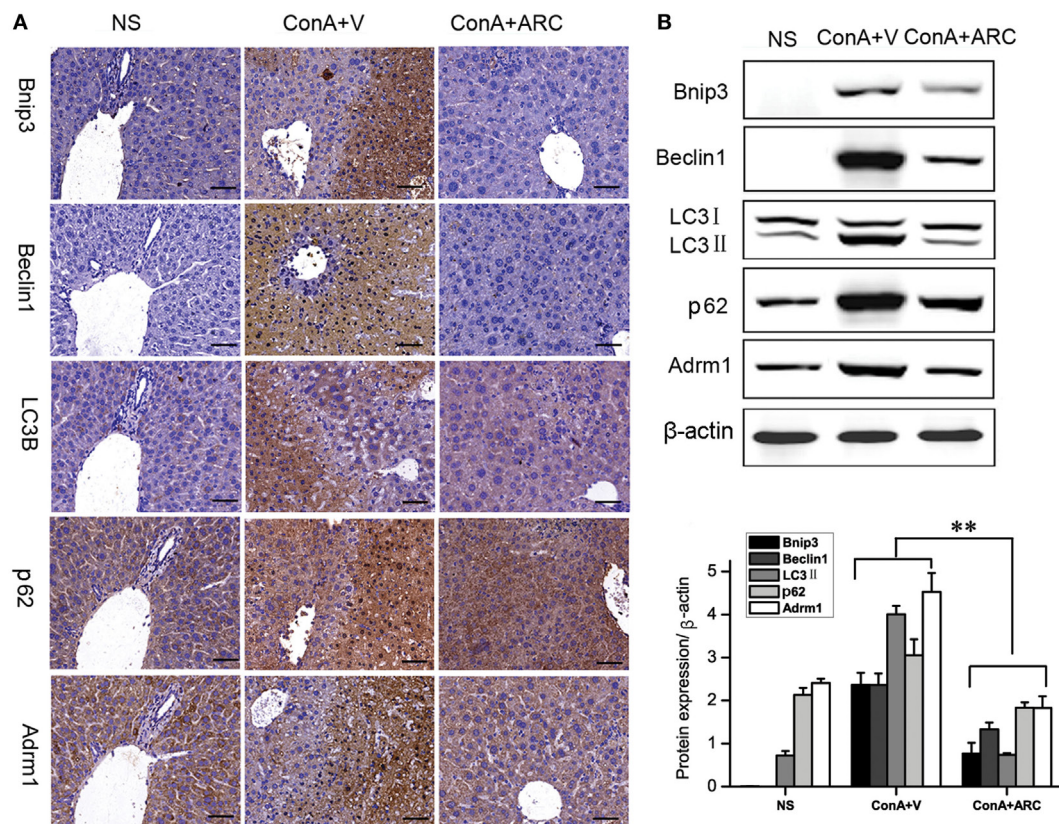 A
NS
ConA+V
ConA+ARC
Bnip3
Beclin1
LC3B
p62
Adrm1
B
NS
ConA+V
ConA+ARC
Bnip3
Beclin1
LC3Ⅰ
LC3Ⅱ
p62
Adrm1
β-actin
Protein expression/ β-actin
5
4
3
2
1
0
Bnip3
Beclin1
LC3Ⅱ
p62
Adrm1
**
NS
ConA+V
ConA+ARC